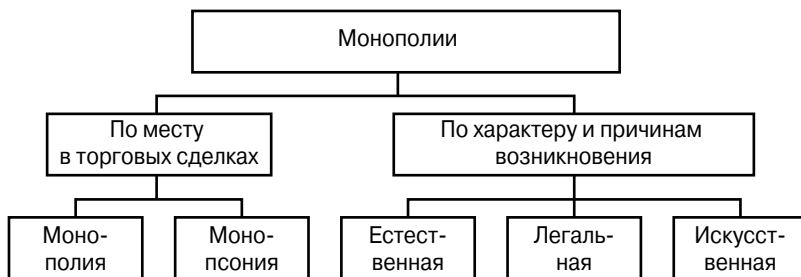 Монополии
По месту
в торговых сделках
По характеру и причинам
возникновения
Моно-
полия
Моно-
псония
Естест-
венная
Легаль-
ная
Искусст-
венная